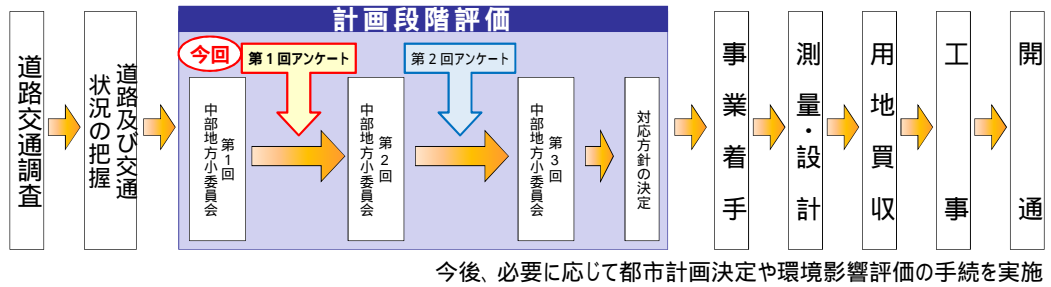 計画段階評価
道路交通調査
道路及び交通
状況の把握
今回
第１回アンケート
第２回アンケート
第１回
中部地方小委員会
第２回
中部地方小委員会
第３回
中部地方小委員会
対応方針の決定
事業着手
測量・設計
用地買収
工事
開通
今後、必要に応じて都市計画決定や環境影響評価の手続を実施